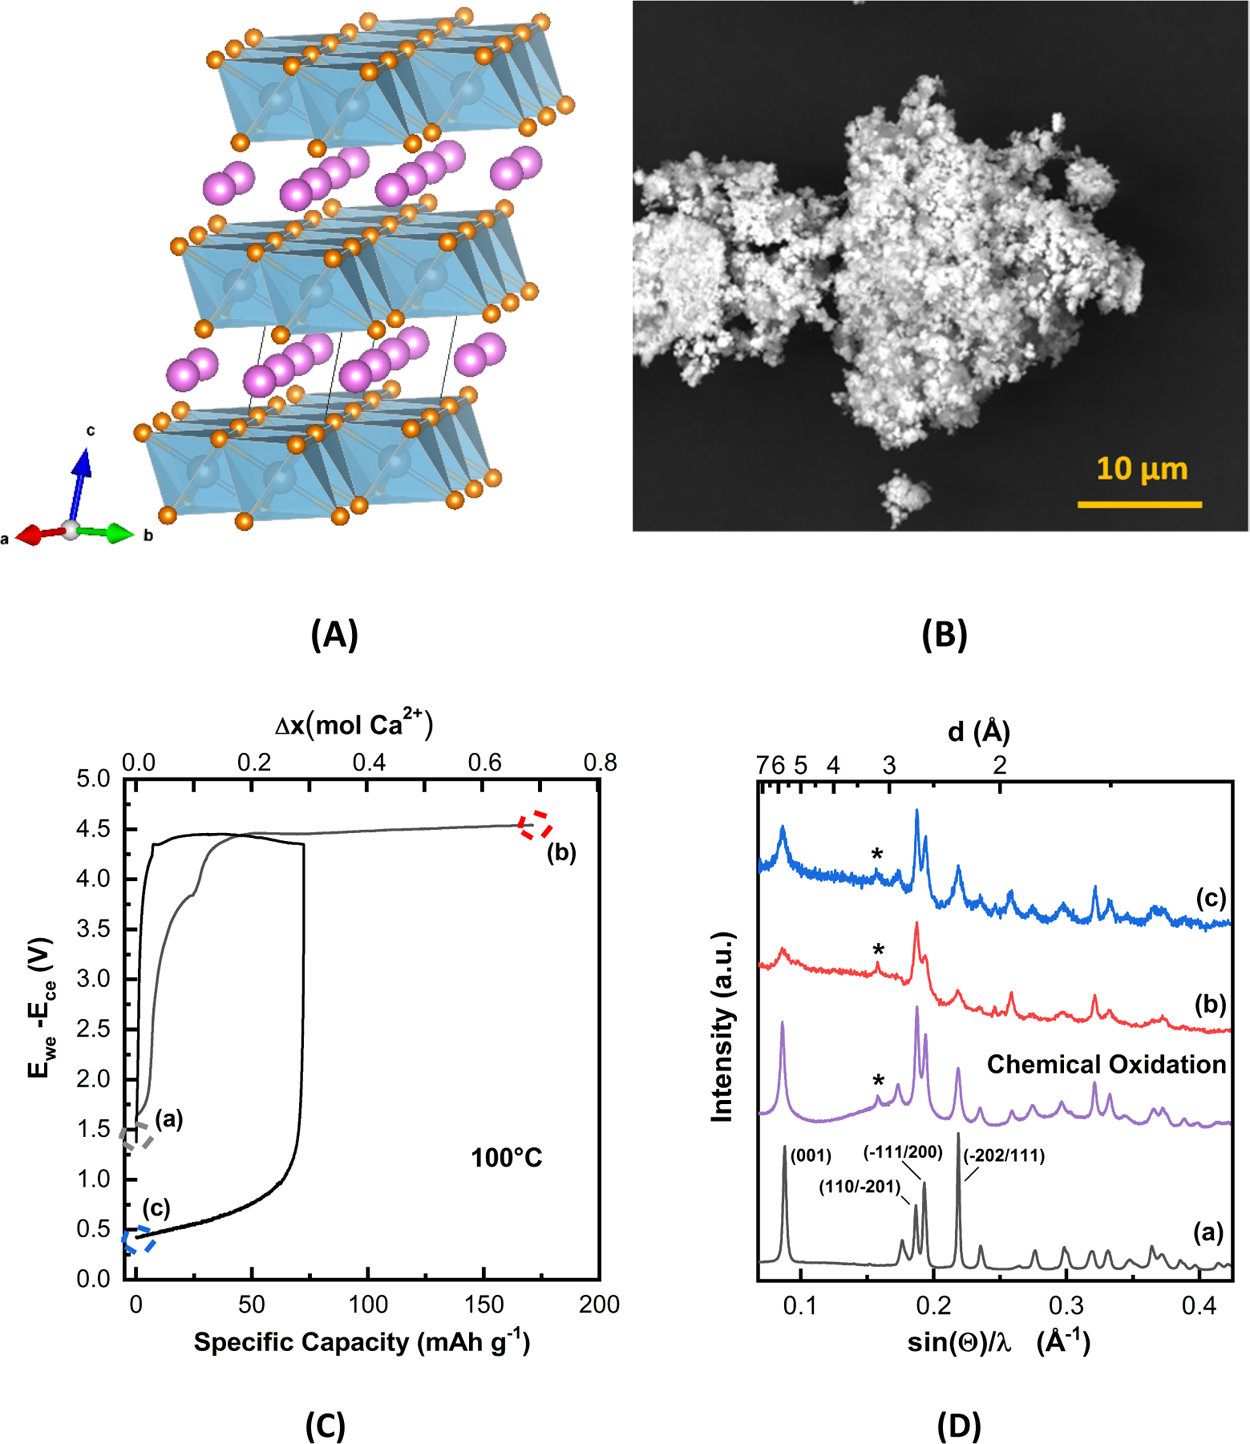 c
a
b
10 µm
(A)
(B)
Δx(mol Ca²⁺)
0.0 0.2 0.4 0.6 0.8
5.0
4.5
4.0
3.5
3.0
2.5
2.0
1.5
1.0
0.5
0.0
E_we -E_ce (V)
(b)
(a)
100°C
(c)
0 50 100 150 200
Specific Capacity (mAh g⁻¹)
(C)
d (Å)
7 6 5 4 3 2
Intensity (a.u.)
*
(c)
*
(b)
Chemical Oxidation
*
(-111/200)
(001)
(-202/111)
(110/-201)
(a)
0.1 0.2 0.3 0.4
sin(Θ)/λ (Å⁻¹)
(D)